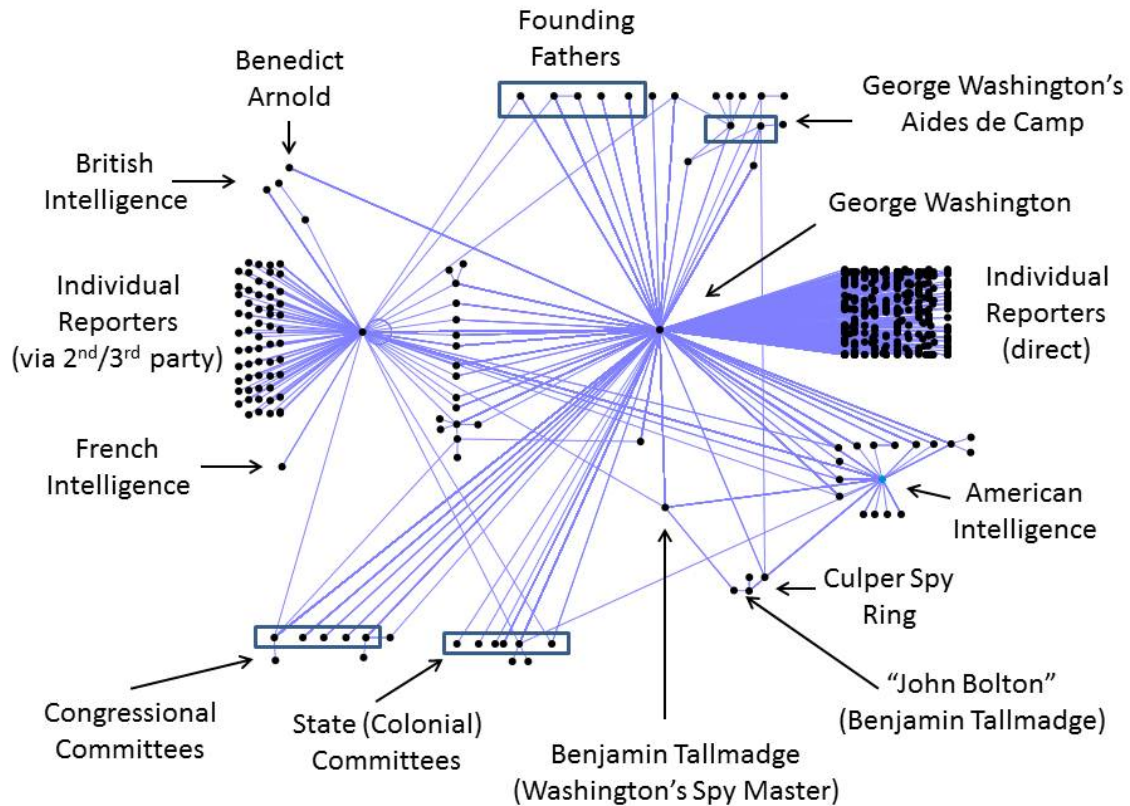 Founding
Fathers
Benedict
Arnold
George Washington’s
Aides de Camp
British
Intelligence
George Washington
Individual
Reporters
(via 2nd/3rd party)
Individual
Reporters
(direct)
French
Intelligence
American
Intelligence
Culper Spy
Ring
“John Bolton”
(Benjamin Tallmadge)
Congressional
Committees
State (Colonial)
Committees
Benjamin Tallmadge
(Washington’s Spy Master)